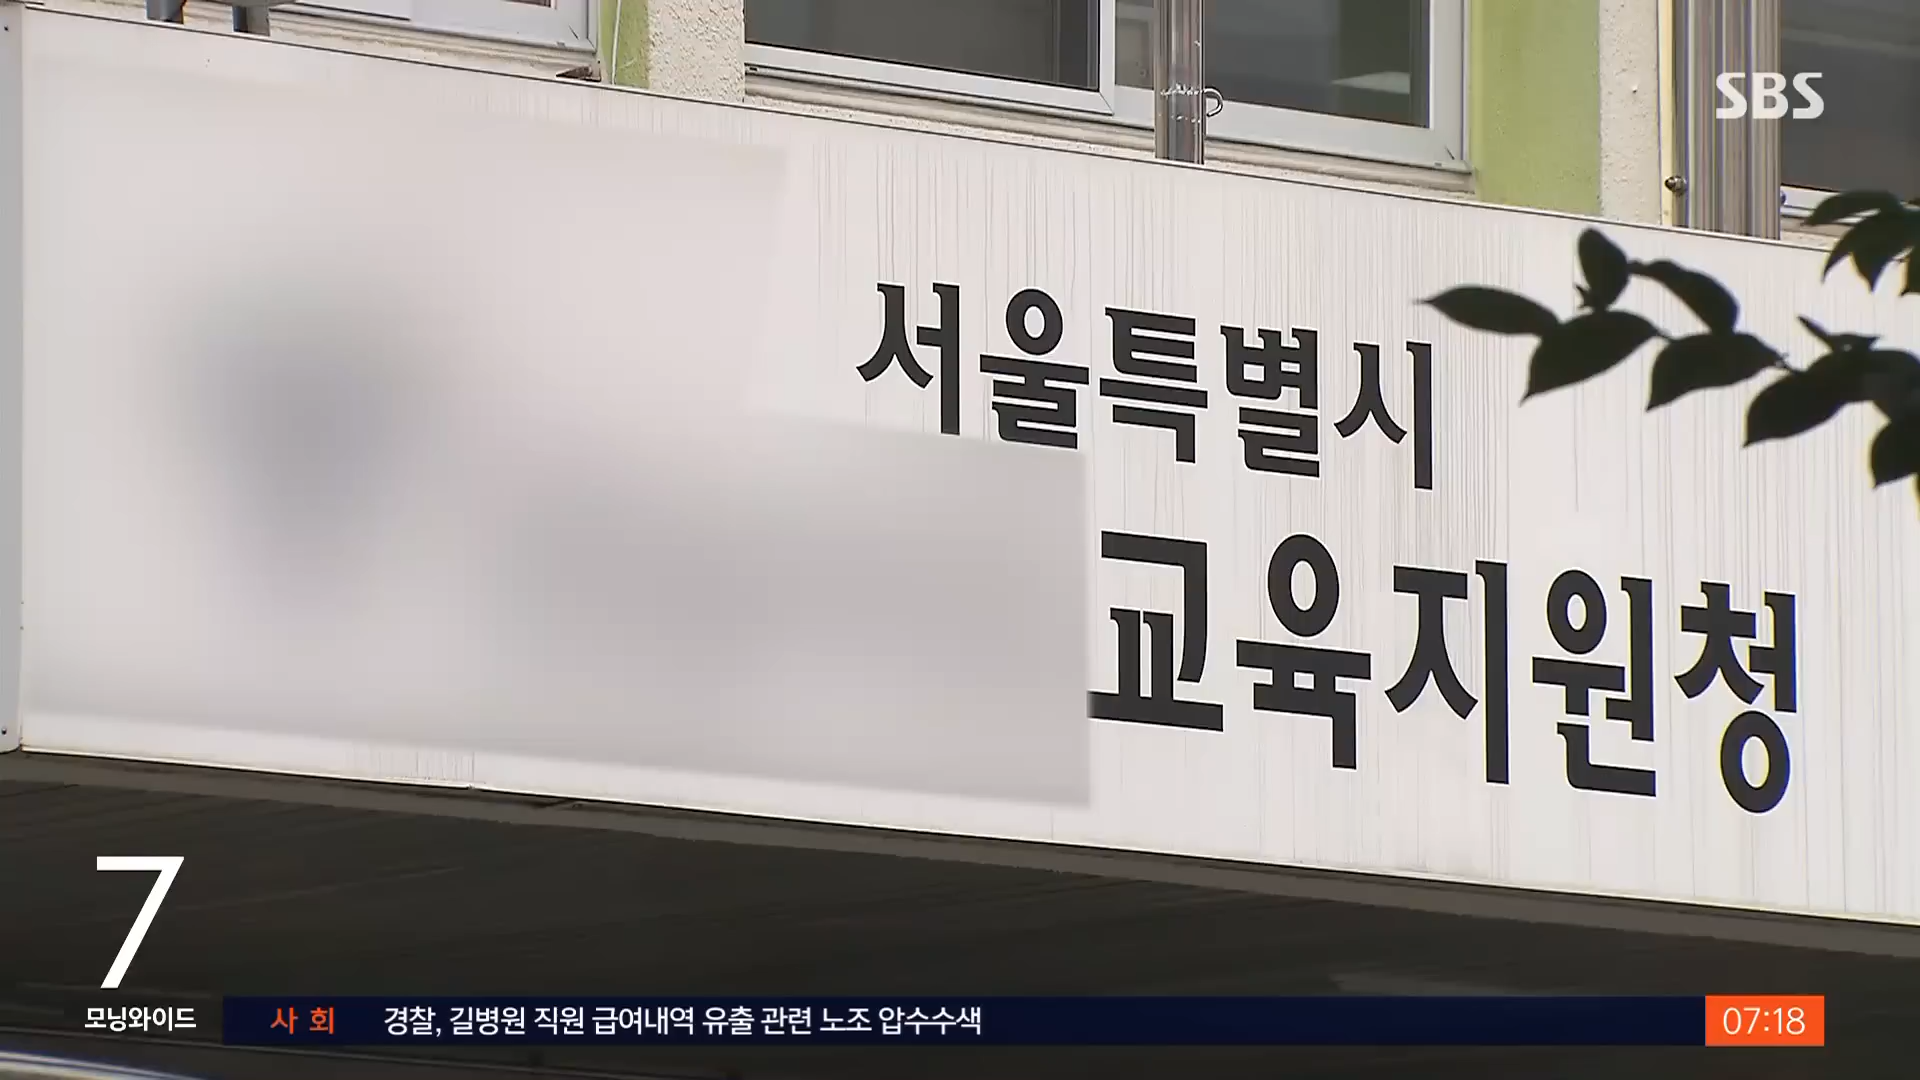 SBS
서울특별시
교육지원청
7
모닝와이드
사회 경찰, 길병원 직원 급여내역 유출 관련 노조 압수수색 07:18